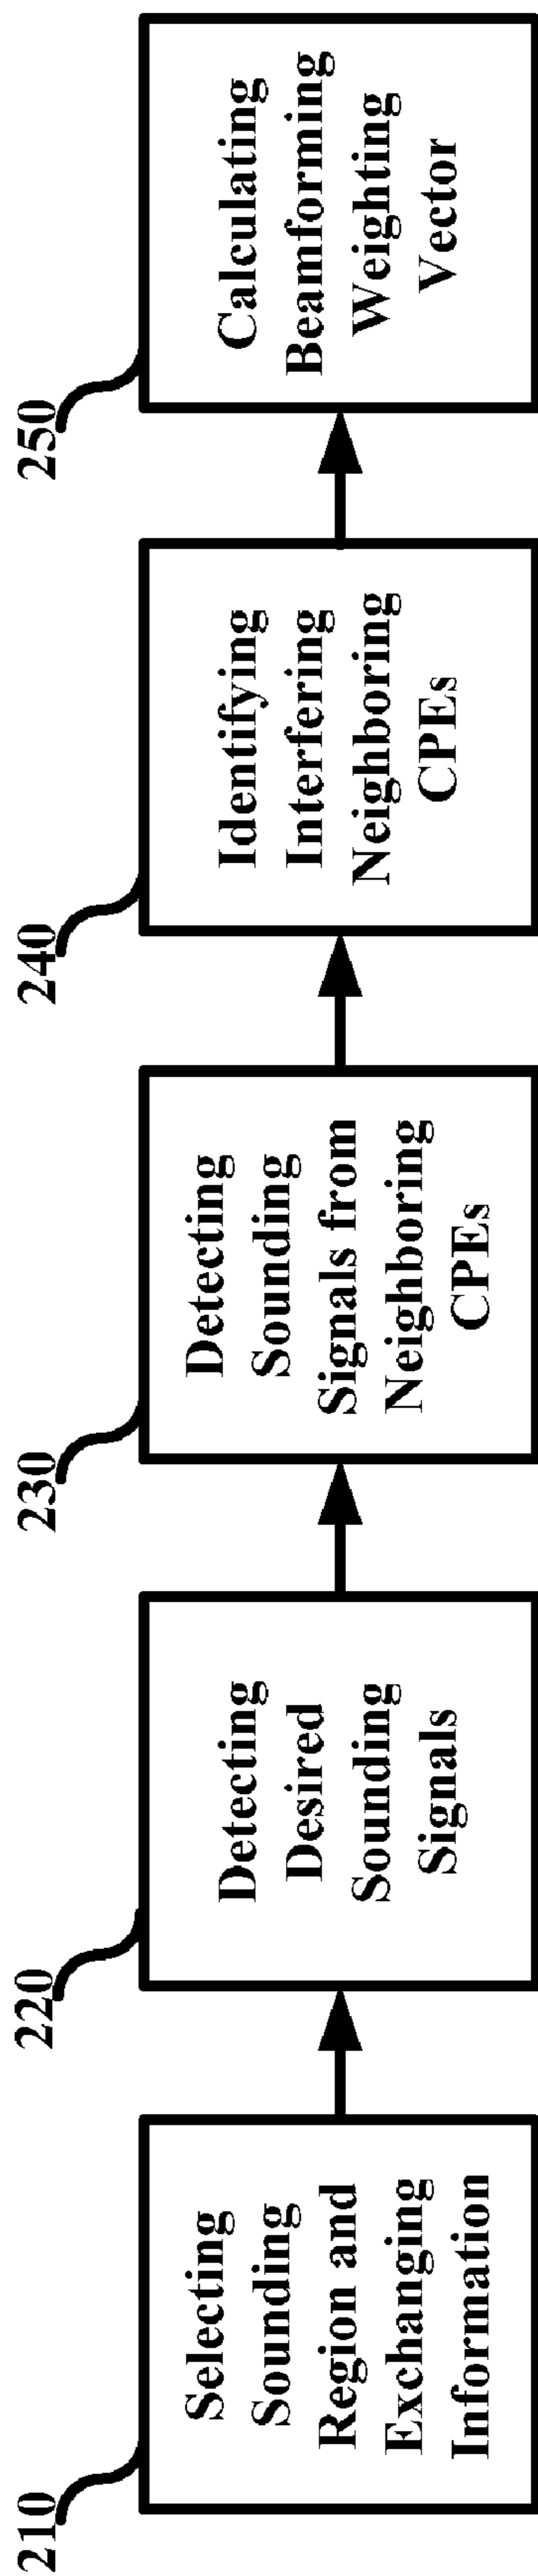 210
Selecting
Sounding
Region and
Exchanging
Information
220
Detecting
Desired
Sounding
Signals
230
Detecting
Sounding
Signals from
Neighboring
CPEs
240
Identifying
Interfering
Neighboring
CPEs
250
Calculating
Beamforming
Weighting
Vector